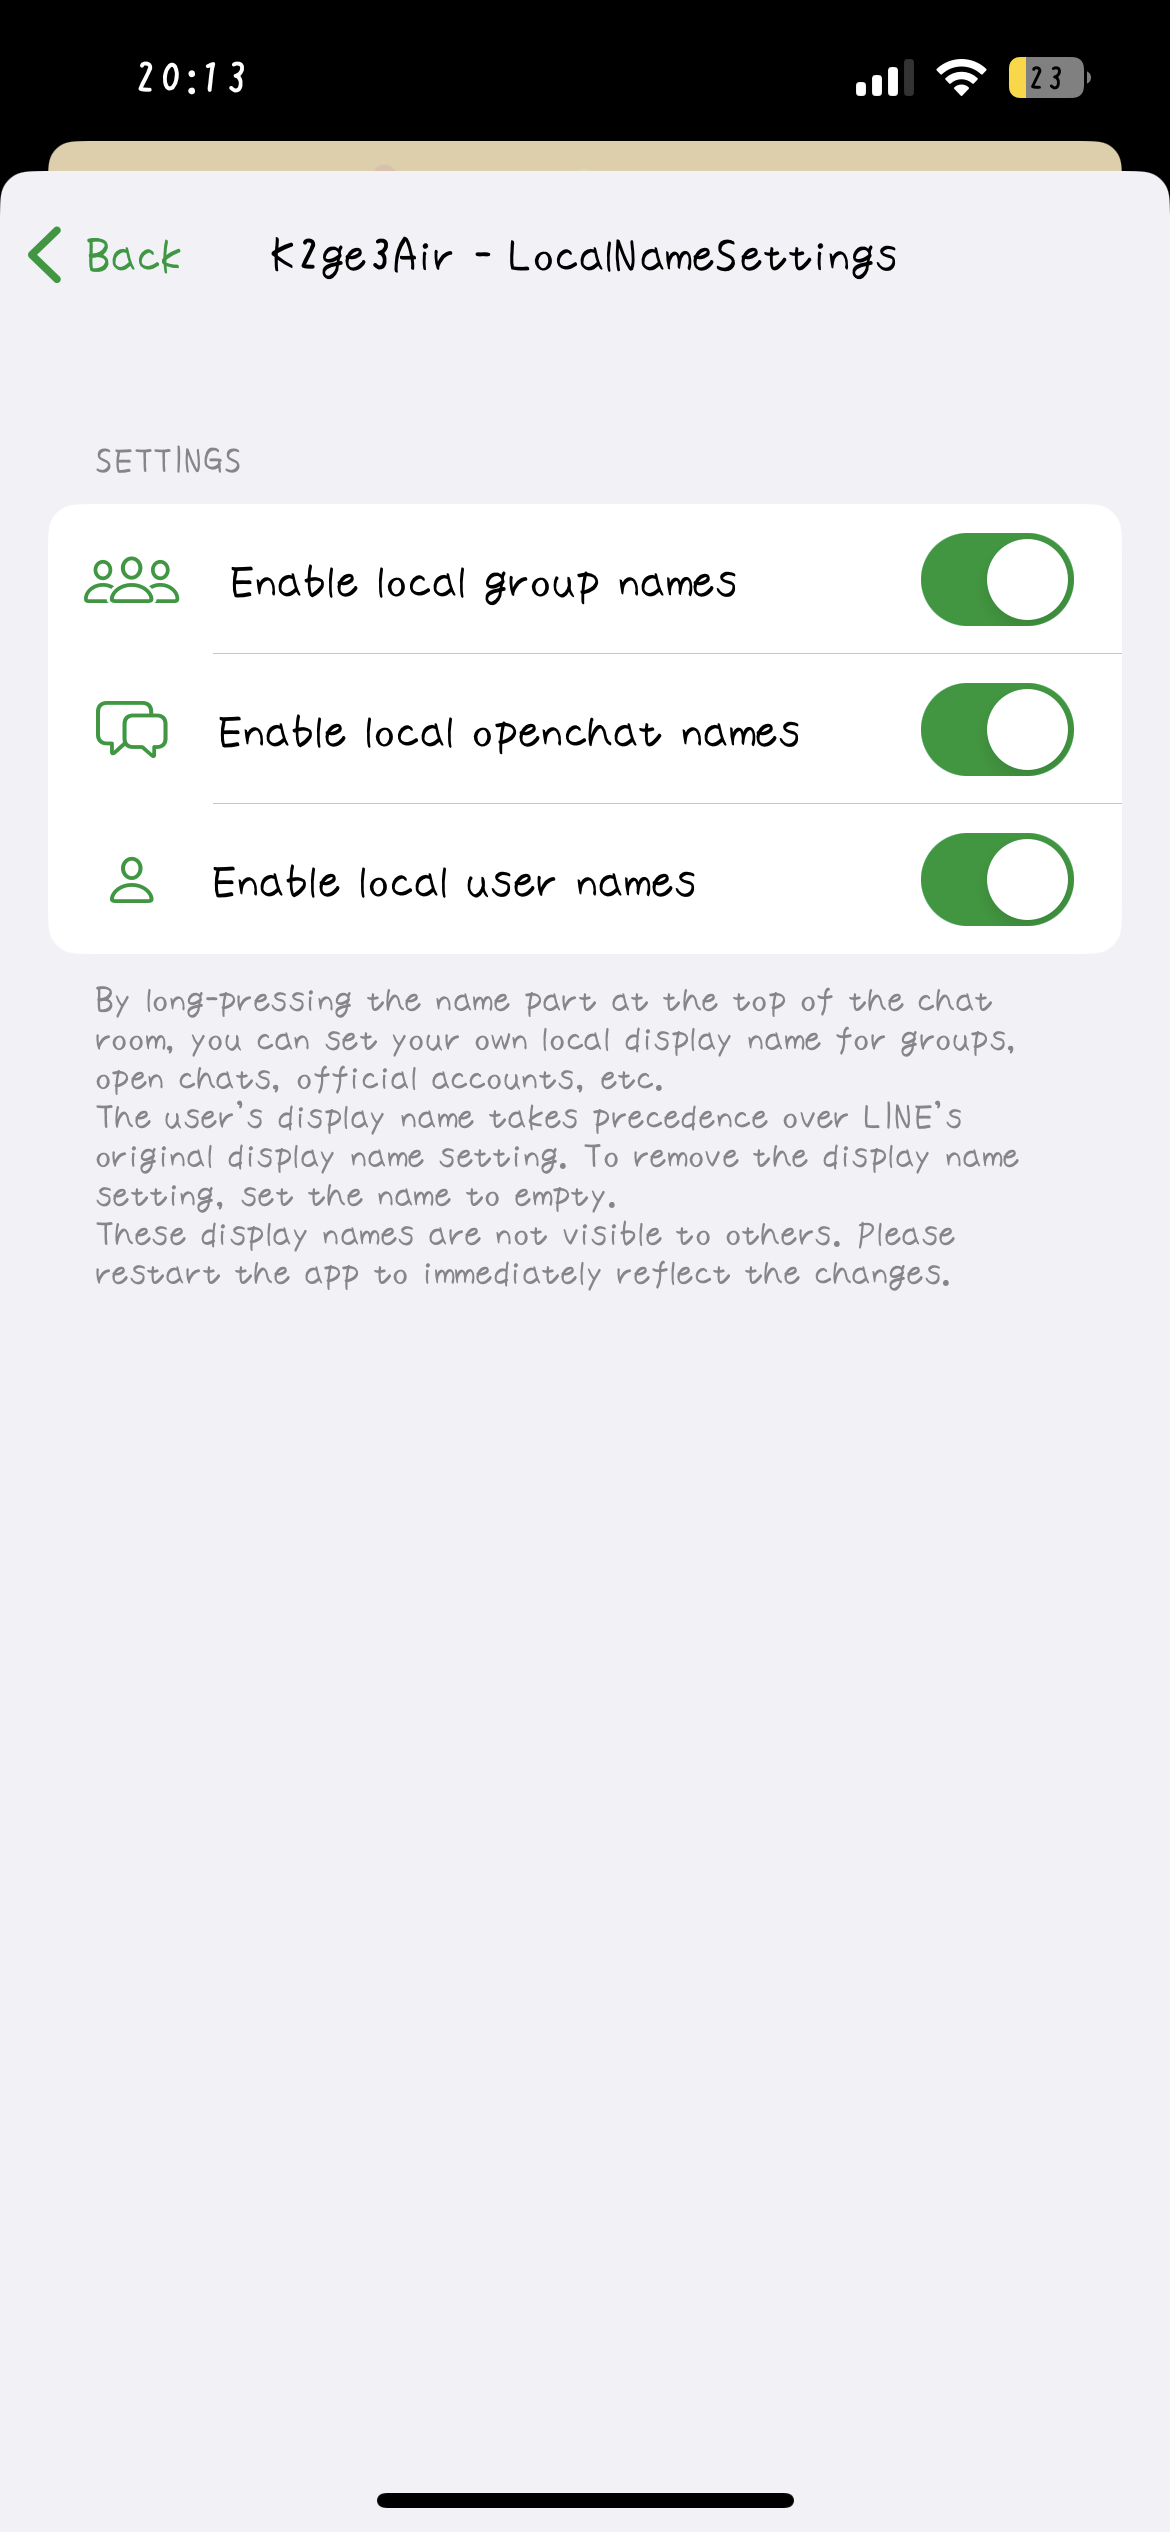 20:13
23
Back
K2ge3Air - LocalNameSettings
SETTINGS
Enable local group names
Enable local openchat names
Enable local user names
By long-pressing the name part at the top of the chat
room, you can set your own local display name for groups,
open chats, official accounts, etc.
The user's display name takes precedence over LINE's
original display name setting. To remove the display name
setting, set the name to empty.
These display names are not visible to others. Please
restart the app to immediately reflect the changes.